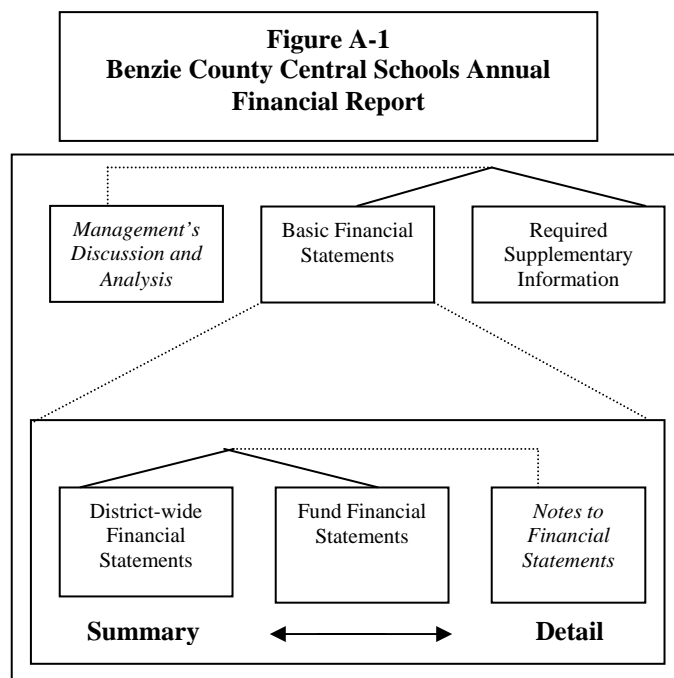 Figure A-1
Benzie County Central Schools Annual
Financial Report
Management's
Discussion and
Analysis
Basic Financial
Statements
Required
Supplementary
Information
District-wide
Financial
Statements
Fund Financial
Statements
Notes to
Financial
Statements
Summary
Detail